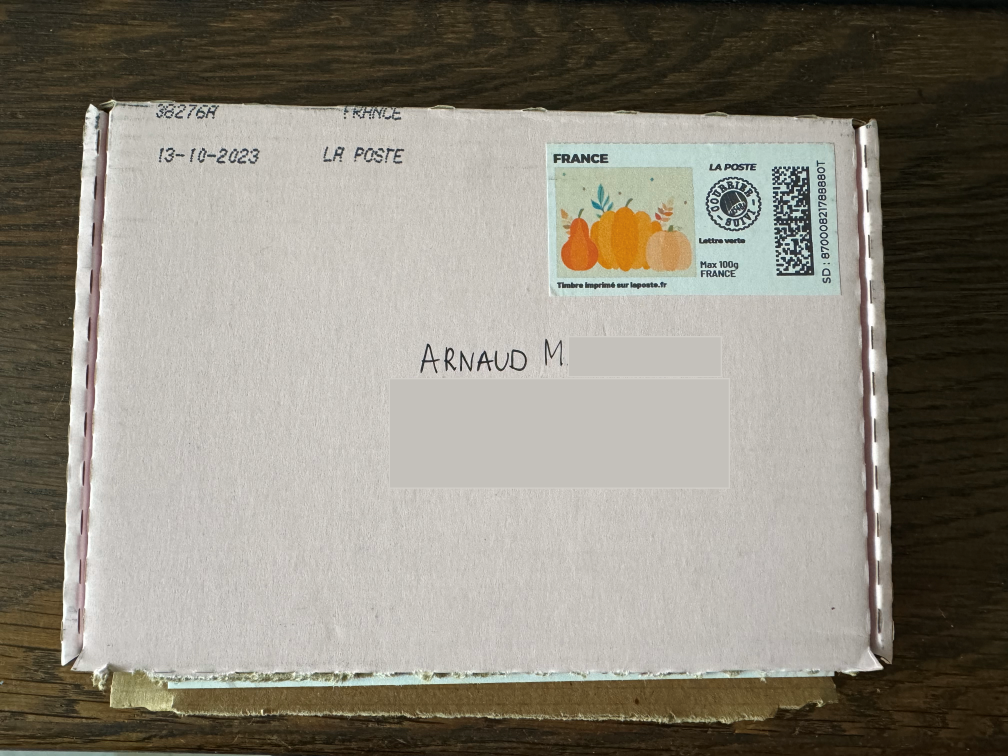 38276A FRANCE
13-10-2023 LA POSTE
FRANCE
LA POSTE
COURRIER SUIVI
Lettre verte
Max 100g
FRANCE
Timbre imprimé sur laposte.fr
SD : 87000821788880T
ARNAUD M